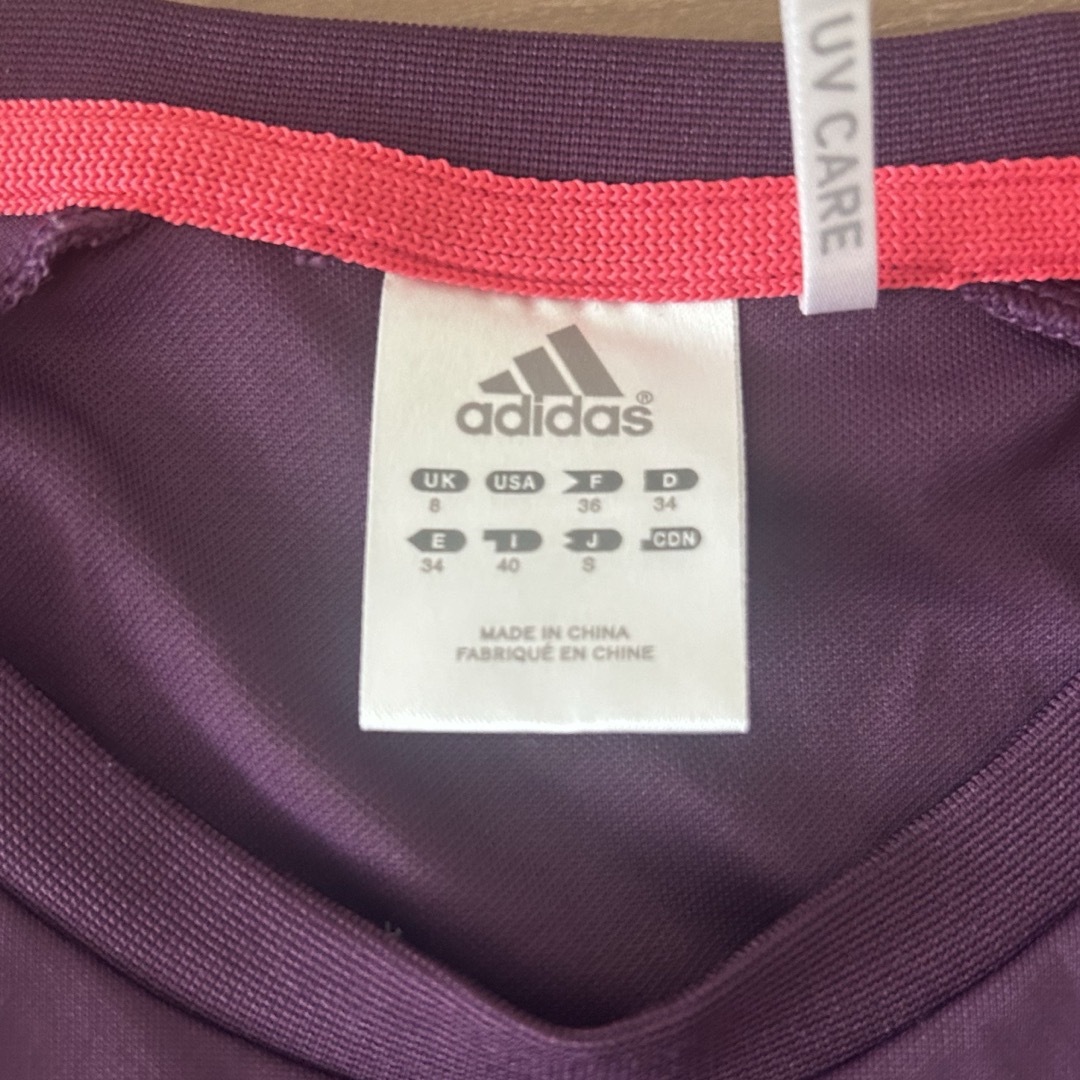 UV CARE
adidas®
UK USA F D
8 36 34
E I J CDN
34 40 S
MADE IN CHINA
FABRIQUÉ EN CHINE